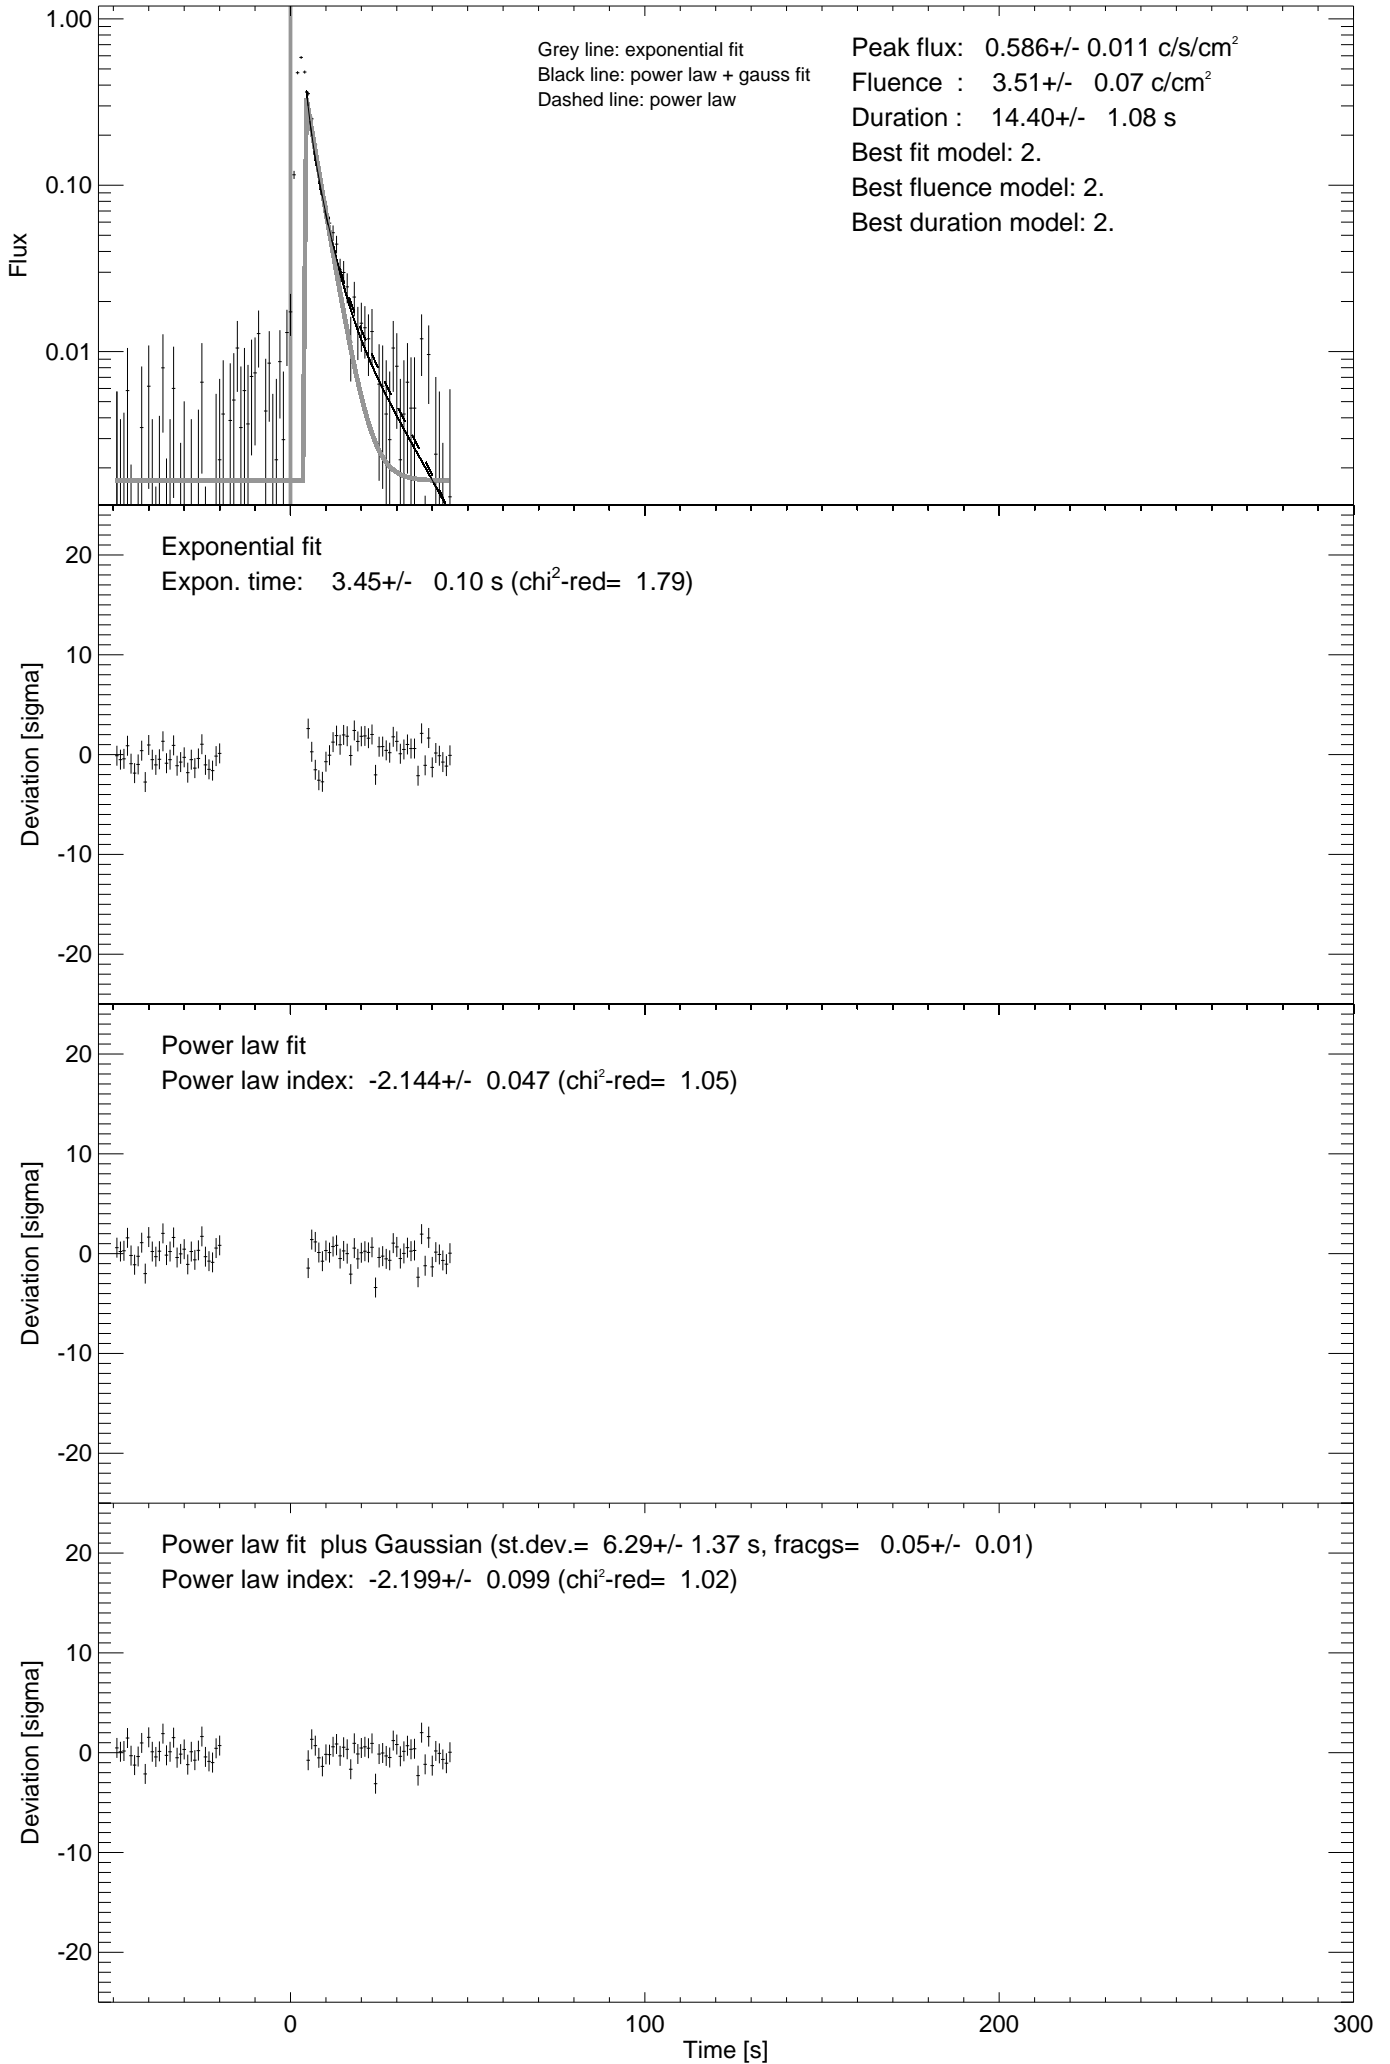 1.00
0.10
0.01
Flux
Grey line: exponential fit
Black line: power law + gauss fit
Dashed line: power law
Peak flux: 0.586+/- 0.011 c/s/cm²
Fluence : 3.51+/- 0.07 c/cm²
Duration : 14.40+/- 1.08 s
Best fit model: 2.
Best fluence model: 2.
Best duration model: 2.
Exponential fit
Expon. time: 3.45+/- 0.10 s (chi²-red= 1.79)
20
10
0
-10
-20
Deviation [sigma]
Power law fit
Power law index: -2.144+/- 0.047 (chi²-red= 1.05)
20
10
0
-10
-20
Deviation [sigma]
Power law fit plus Gaussian (st.dev.= 6.29+/- 1.37 s, fracgs= 0.05+/- 0.01)
Power law index: -2.199+/- 0.099 (chi²-red= 1.02)
20
10
0
-10
-20
Deviation [sigma]
0
100
200
300
Time [s]